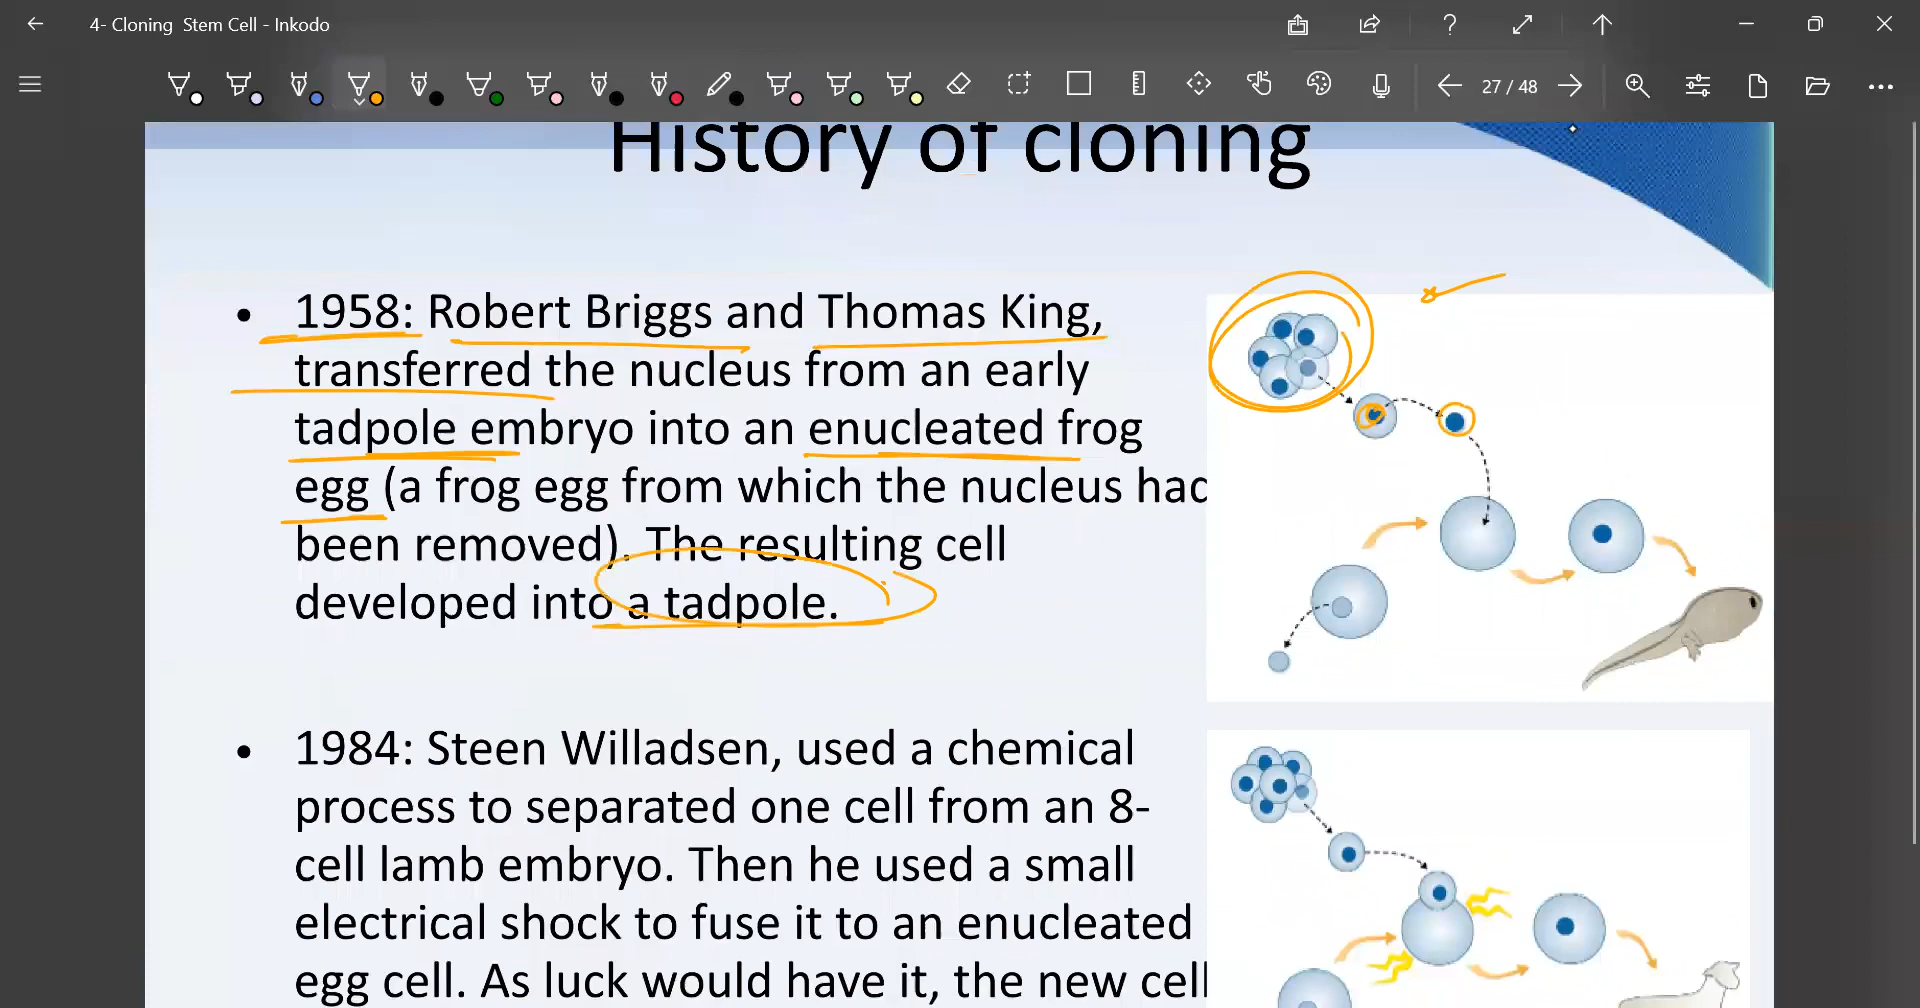 4- Cloning  Stem Cell - Inkodo
27 / 48
History of cloning
• 1958: Robert Briggs and Thomas King,
transferred the nucleus from an early
tadpole embryo into an enucleated frog
egg (a frog egg from which the nucleus had
been removed). The resulting cell
developed into a tadpole.
• 1984: Steen Willadsen, used a chemical
process to separated one cell from an 8-
cell lamb embryo. Then he used a small
electrical shock to fuse it to an enucleated
egg cell. As luck would have it, the new cell